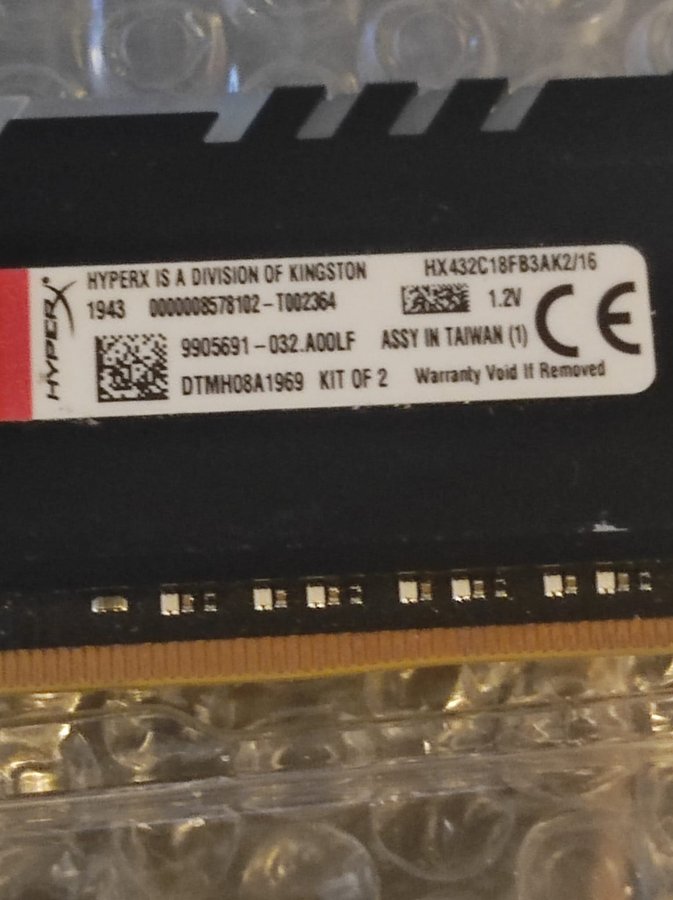 HYPERX
HYPERX IS A DIVISION OF KINGSTON
HX432C18FB3AK2/16
1943 0000008578102-T002364
1.2V
CE
9905691-032.A00LF ASSY IN TAIWAN (1)
DTMH08A1969 KIT OF 2 Warranty Void If Removed